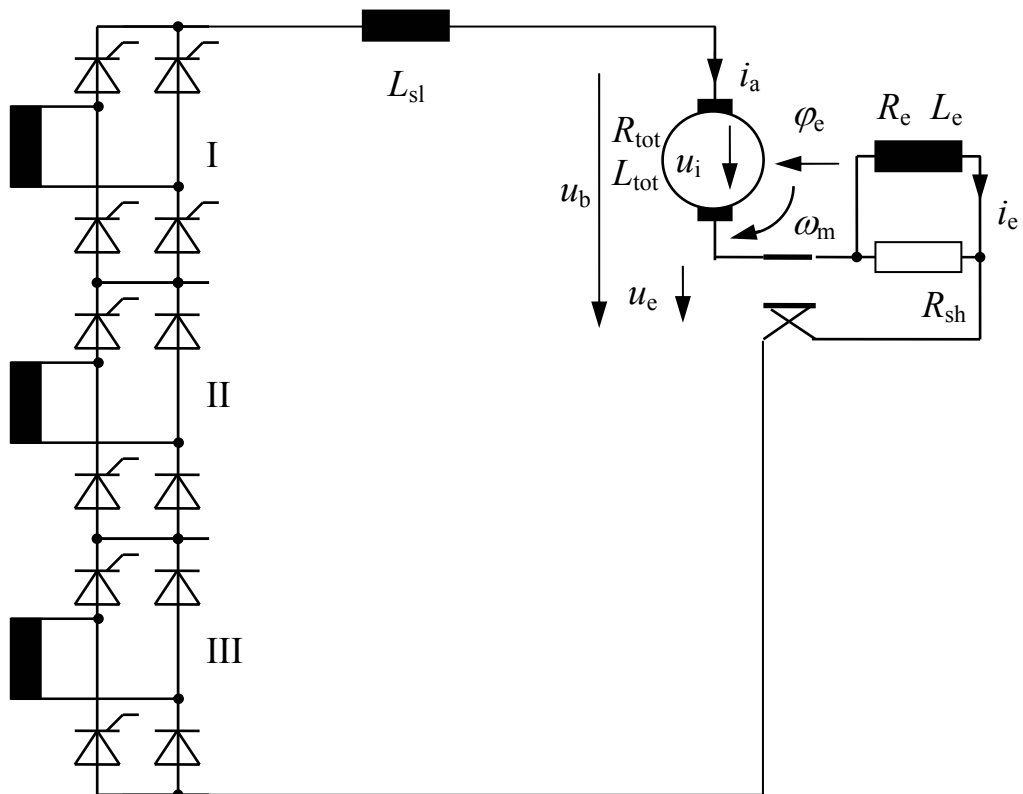 L_sl
i_a
R_tot
L_tot
u_i
φ_e
R_e L_e
I
u_b
ω_m
i_e
u_e
R_sh
II
III